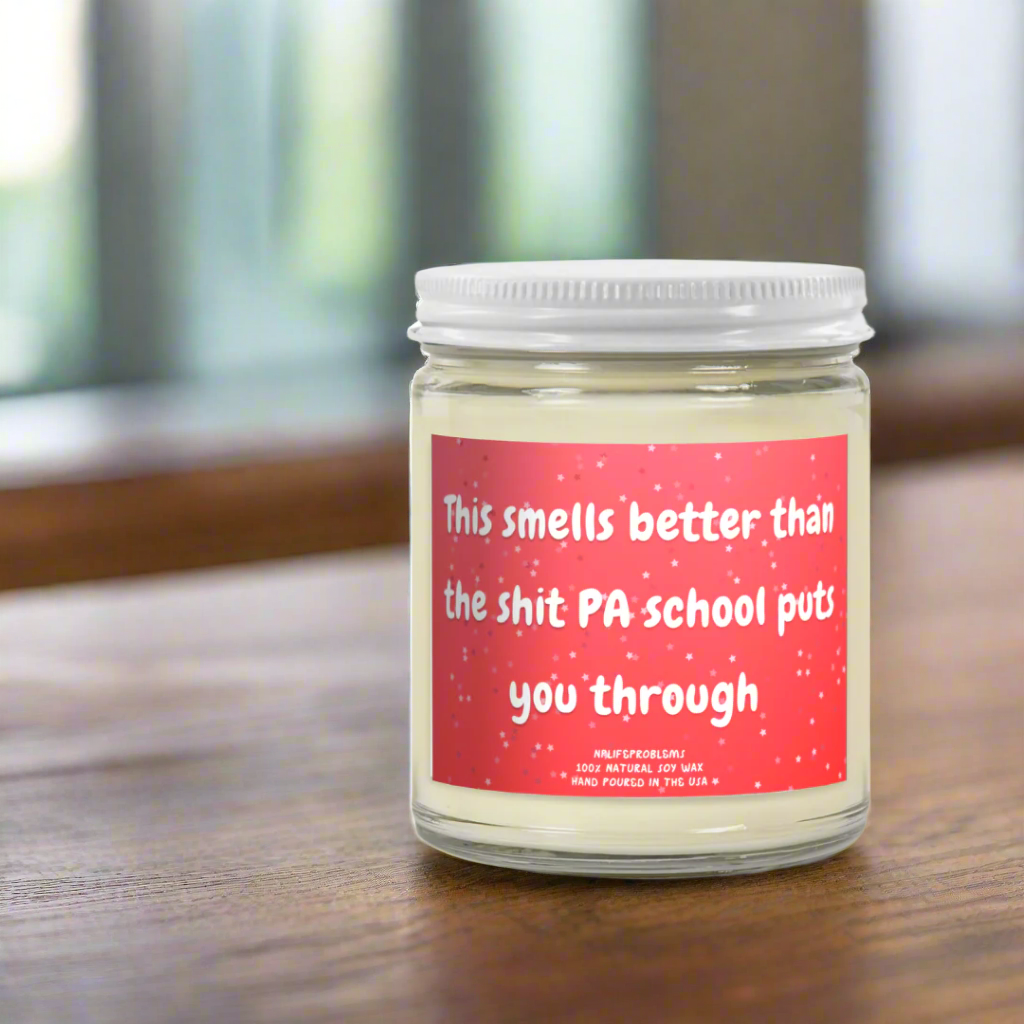 This smells better than
the shit PA school puts
you through
NALIFEPROBLEMS
100% NATURAL SOY WAX
HAND POURED IN THE USA